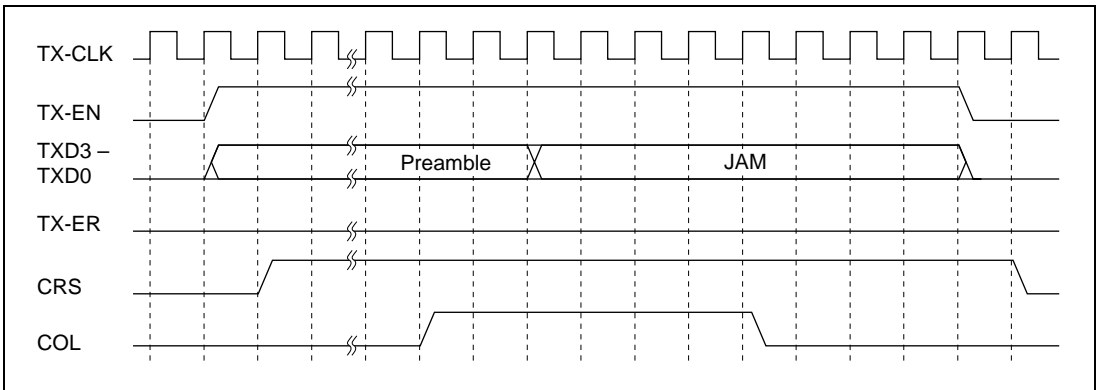 TX-CLK
TX-EN
TXD3 –
TXD0
Preamble
JAM
TX-ER
CRS
COL